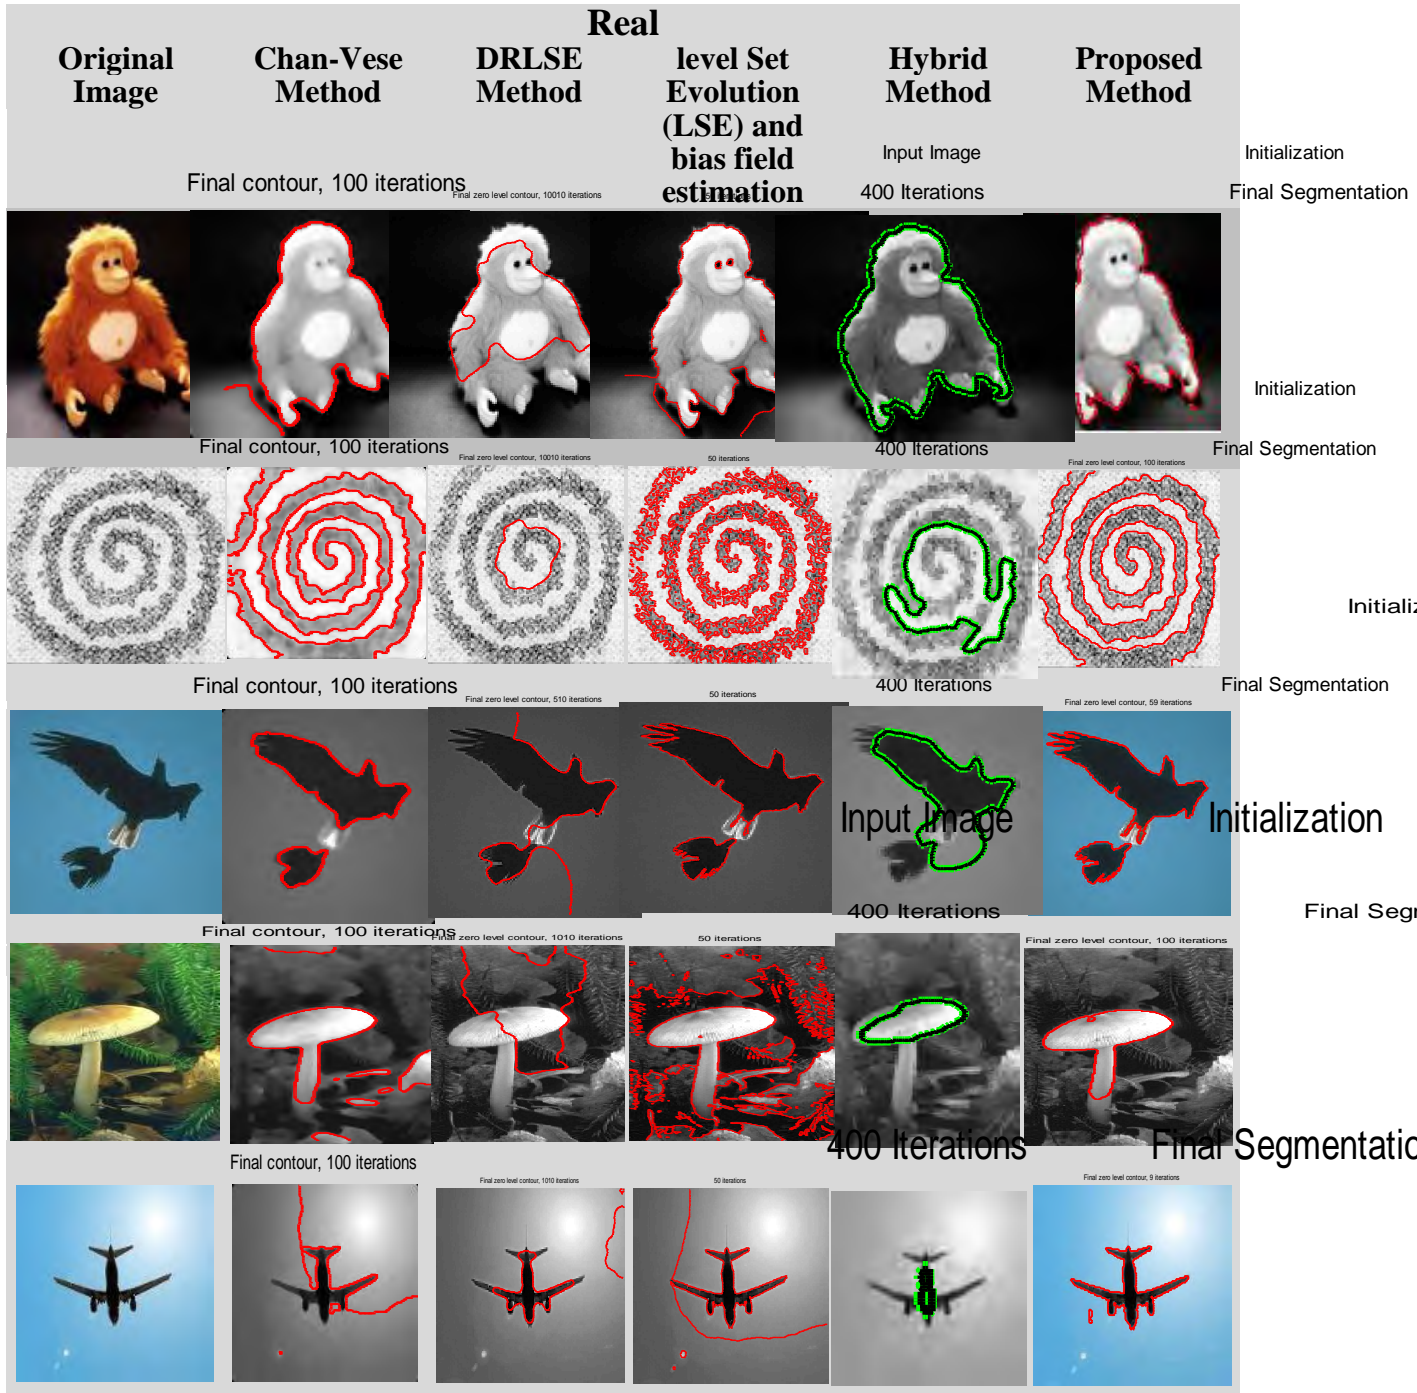 Real
Original Image
Chan-Vese Method
DRLSE Method
level Set Evolution (LSE) and bias field estimation
Hybrid Method
Proposed Method
Input Image
Initialization
Final contour, 100 iterations
Final zero level contour, 10010 iterations
400 Iterations
Final Segmentation
Initialization
Final contour, 100 iterations
Final zero level contour, 10010 iterations
50 iterations
400 Iterations
Final zero level contour, 100 iterations
Final Segmentation
Final contour, 100 iterations
Final zero level contour, 510 iterations
50 iterations
400 Iterations
Final zero level contour, 59 iterations
Final Segmentation
Input Image
Initialization
Final contour, 100 iterations
Final zero level contour, 1010 iterations
50 iterations
400 Iterations
Final zero level contour, 100 iterations
Final contour, 100 iterations
Final zero level contour, 1010 iterations
50 iterations
400 Iterations
Final zero level contour, 9 iterations
Final